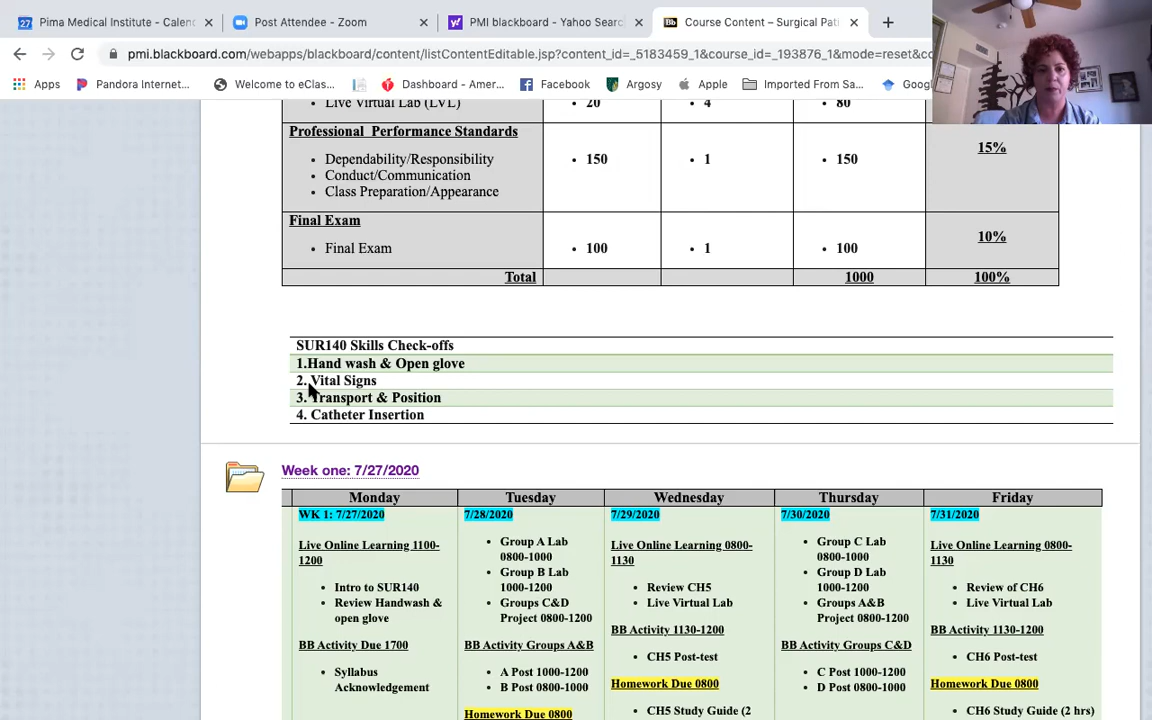 Pima Medical Institute - Calend
Post Attendee - Zoom
PMI blackboard - Yahoo Searc
Course Content – Surgical Pati
pmi.blackboard.com/webapps/blackboard/content/listContentEditable.jsp?content_id=_5183459_1&course_id=_193876_1&mode=reset&co
Apps
Pandora Internet...
Welcome to eClas...
Dashboard - Amer...
Facebook
Argosy
Apple
Imported From Sa...
Goog
Live Virtual Lab (LVL)
20
4
80
Professional Performance Standards
Dependability/Responsibility
Conduct/Communication
Class Preparation/Appearance
150
1
150
15%
Final Exam
Final Exam
100
1
100
10%
Total
1000
100%
SUR140 Skills Check-offs
1.Hand wash & Open glove
2. Vital Signs
3. Transport & Position
4. Catheter Insertion
Week one: 7/27/2020
Monday
Tuesday
Wednesday
Thursday
Friday
WK 1: 7/27/2020
Live Online Learning 1100-
1200
Intro to SUR140
Review Handwash &
open glove
BB Activity Due 1700
Syllabus
Acknowledgement
7/28/2020
Group A Lab
0800-1000
Group B Lab
1000-1200
Groups C&D
Project 0800-1200
BB Activity Groups A&B
A Post 1000-1200
B Post 0800-1000
Homework Due 0800
7/29/2020
Live Online Learning 0800-
1130
Review CH5
Live Virtual Lab
BB Activity 1130-1200
CH5 Post-test
Homework Due 0800
CH5 Study Guide (2
7/30/2020
Group C Lab
0800-1000
Group D Lab
1000-1200
Groups A&B
Project 0800-1200
BB Activity Groups C&D
C Post 1000-1200
D Post 0800-1000
7/31/2020
Live Online Learning 0800-
1130
Review of CH6
Live Virtual Lab
BB Activity 1130-1200
CH6 Post-test
Homework Due 0800
CH6 Study Guide (2 hrs)